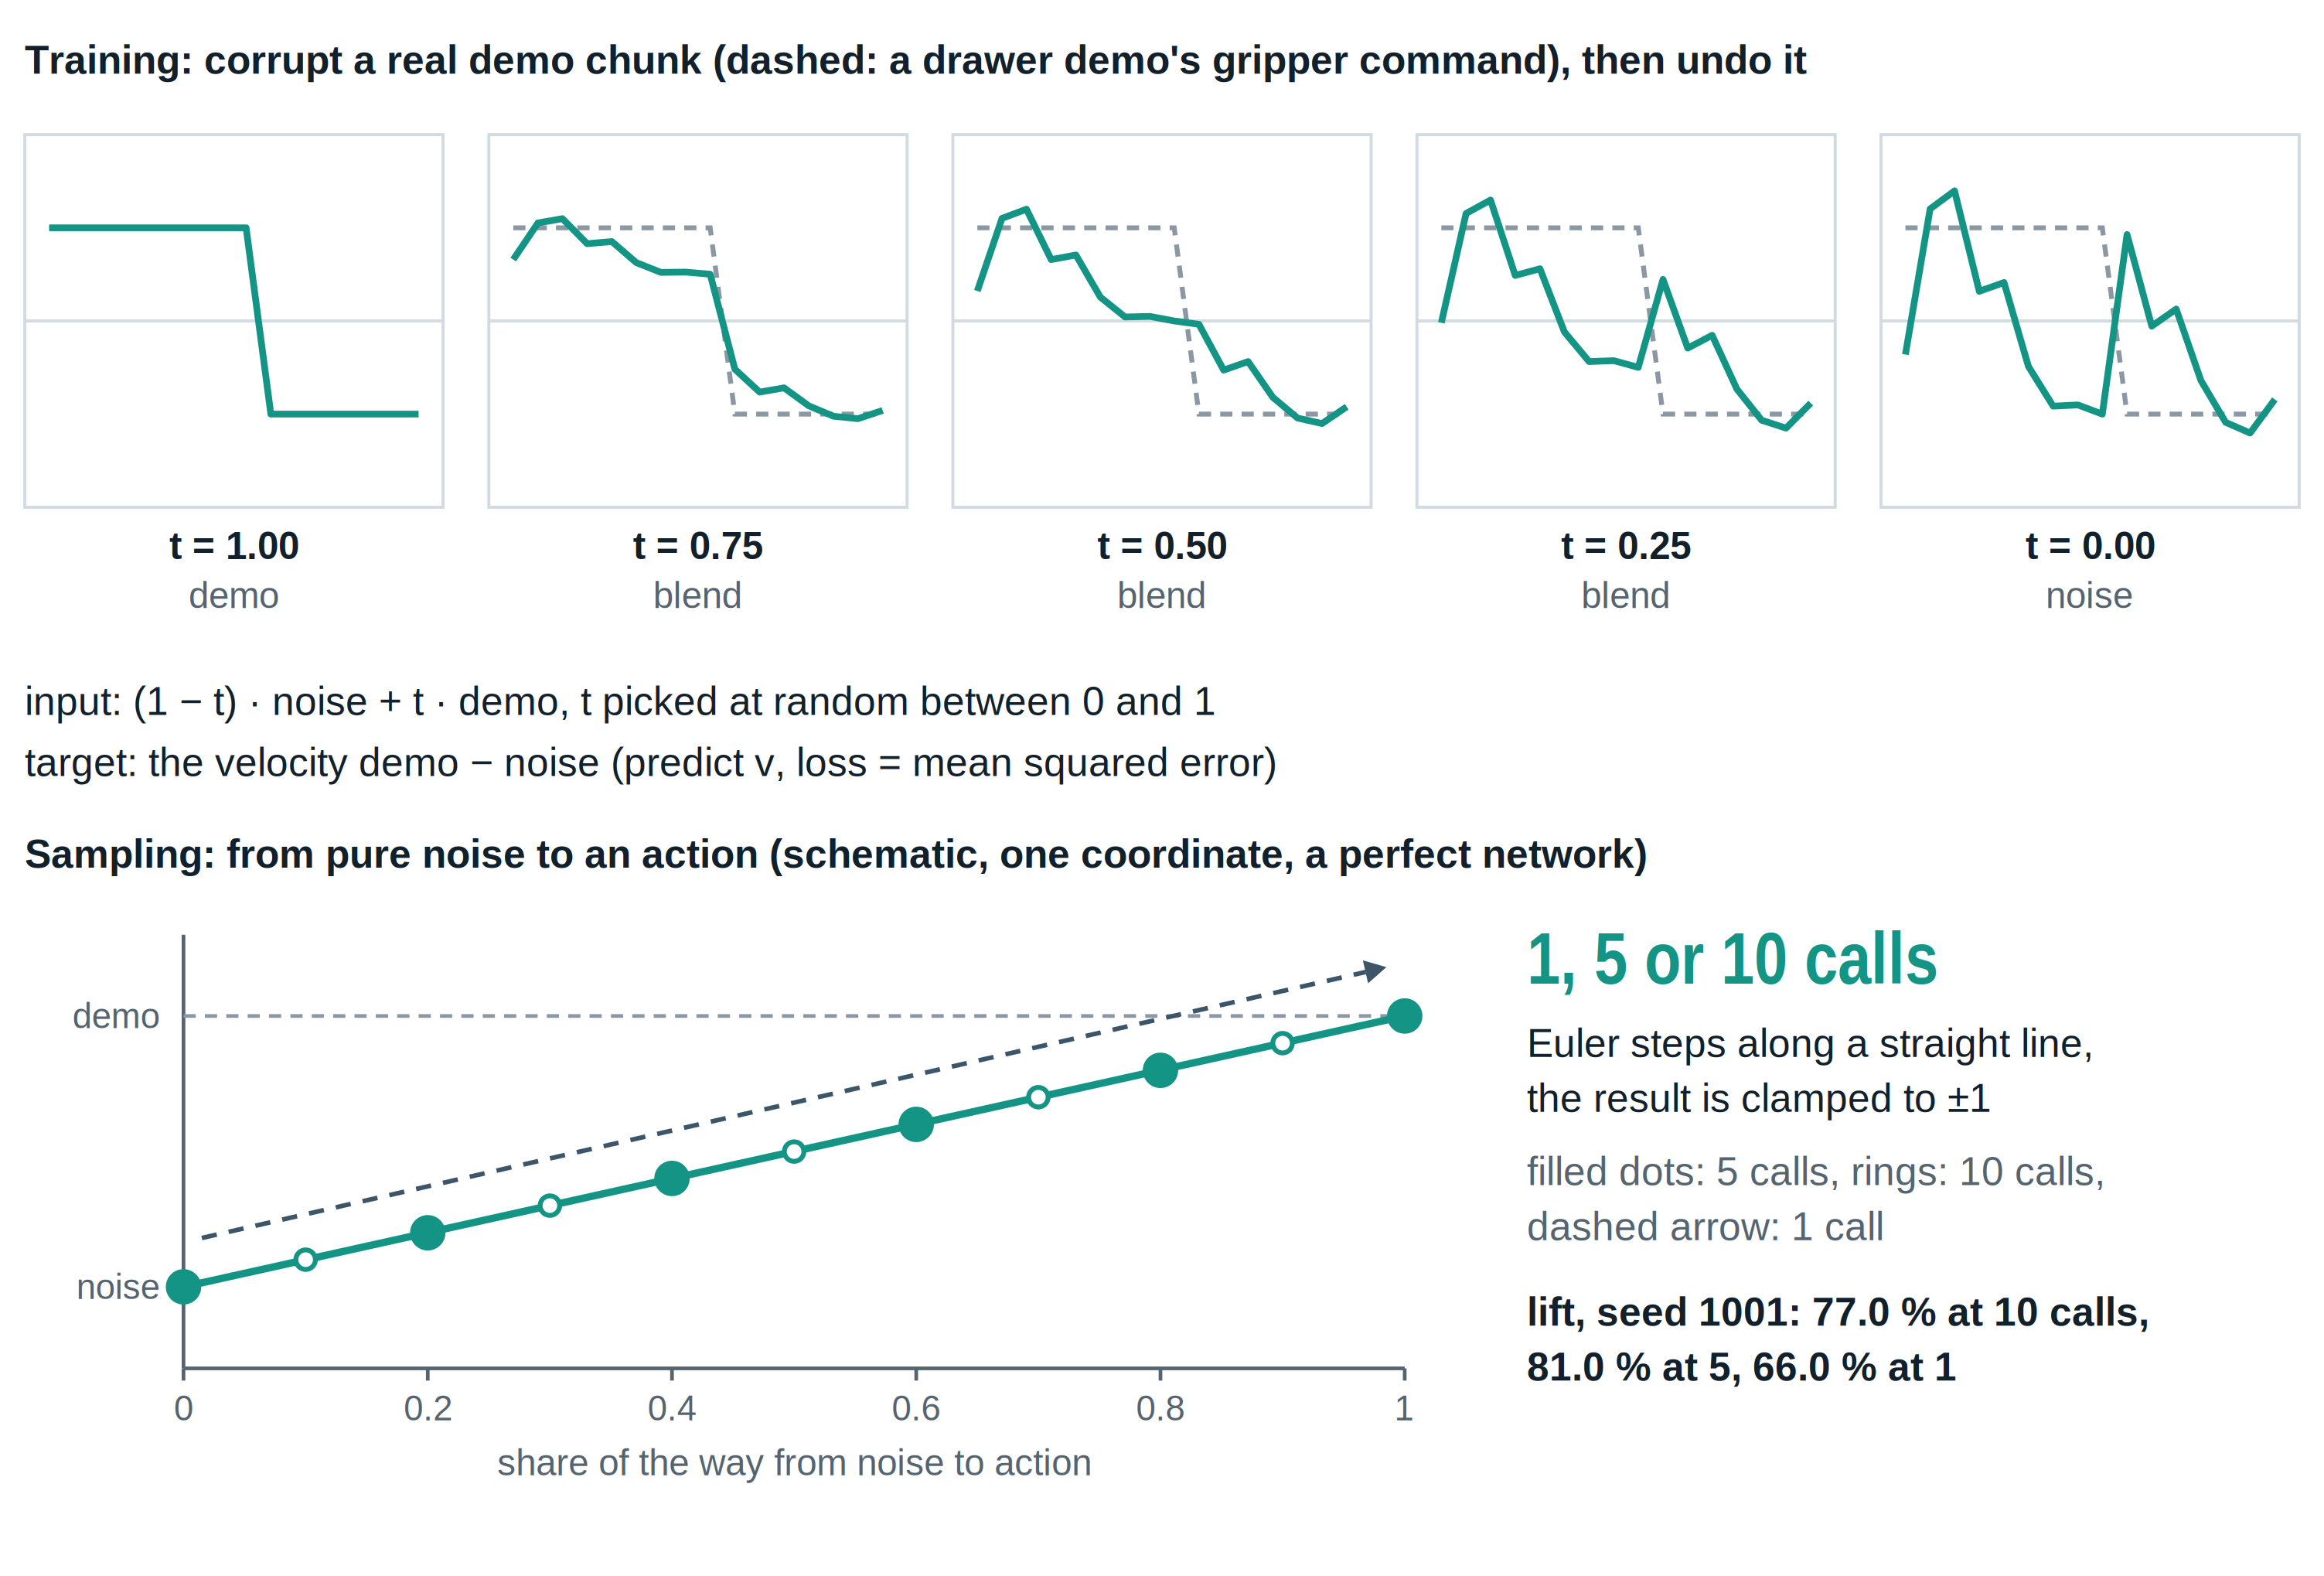 Training: corrupt a real demo chunk (dashed: a drawer demo's gripper command), then undo it
t = 1.00
demo
t = 0.75
blend
t = 0.50
blend
t = 0.25
blend
t = 0.00
noise
input: (1 − t) · noise + t · demo, t picked at random between 0 and 1
target: the velocity demo − noise (predict v, loss = mean squared error)
Sampling: from pure noise to an action (schematic, one coordinate, a perfect network)
demo
noise
0
0.2
0.4
0.6
0.8
1
share of the way from noise to action
1, 5 or 10 calls
Euler steps along a straight line,
the result is clamped to ±1
filled dots: 5 calls, rings: 10 calls,
dashed arrow: 1 call
lift, seed 1001: 77.0 % at 10 calls,
81.0 % at 5, 66.0 % at 1